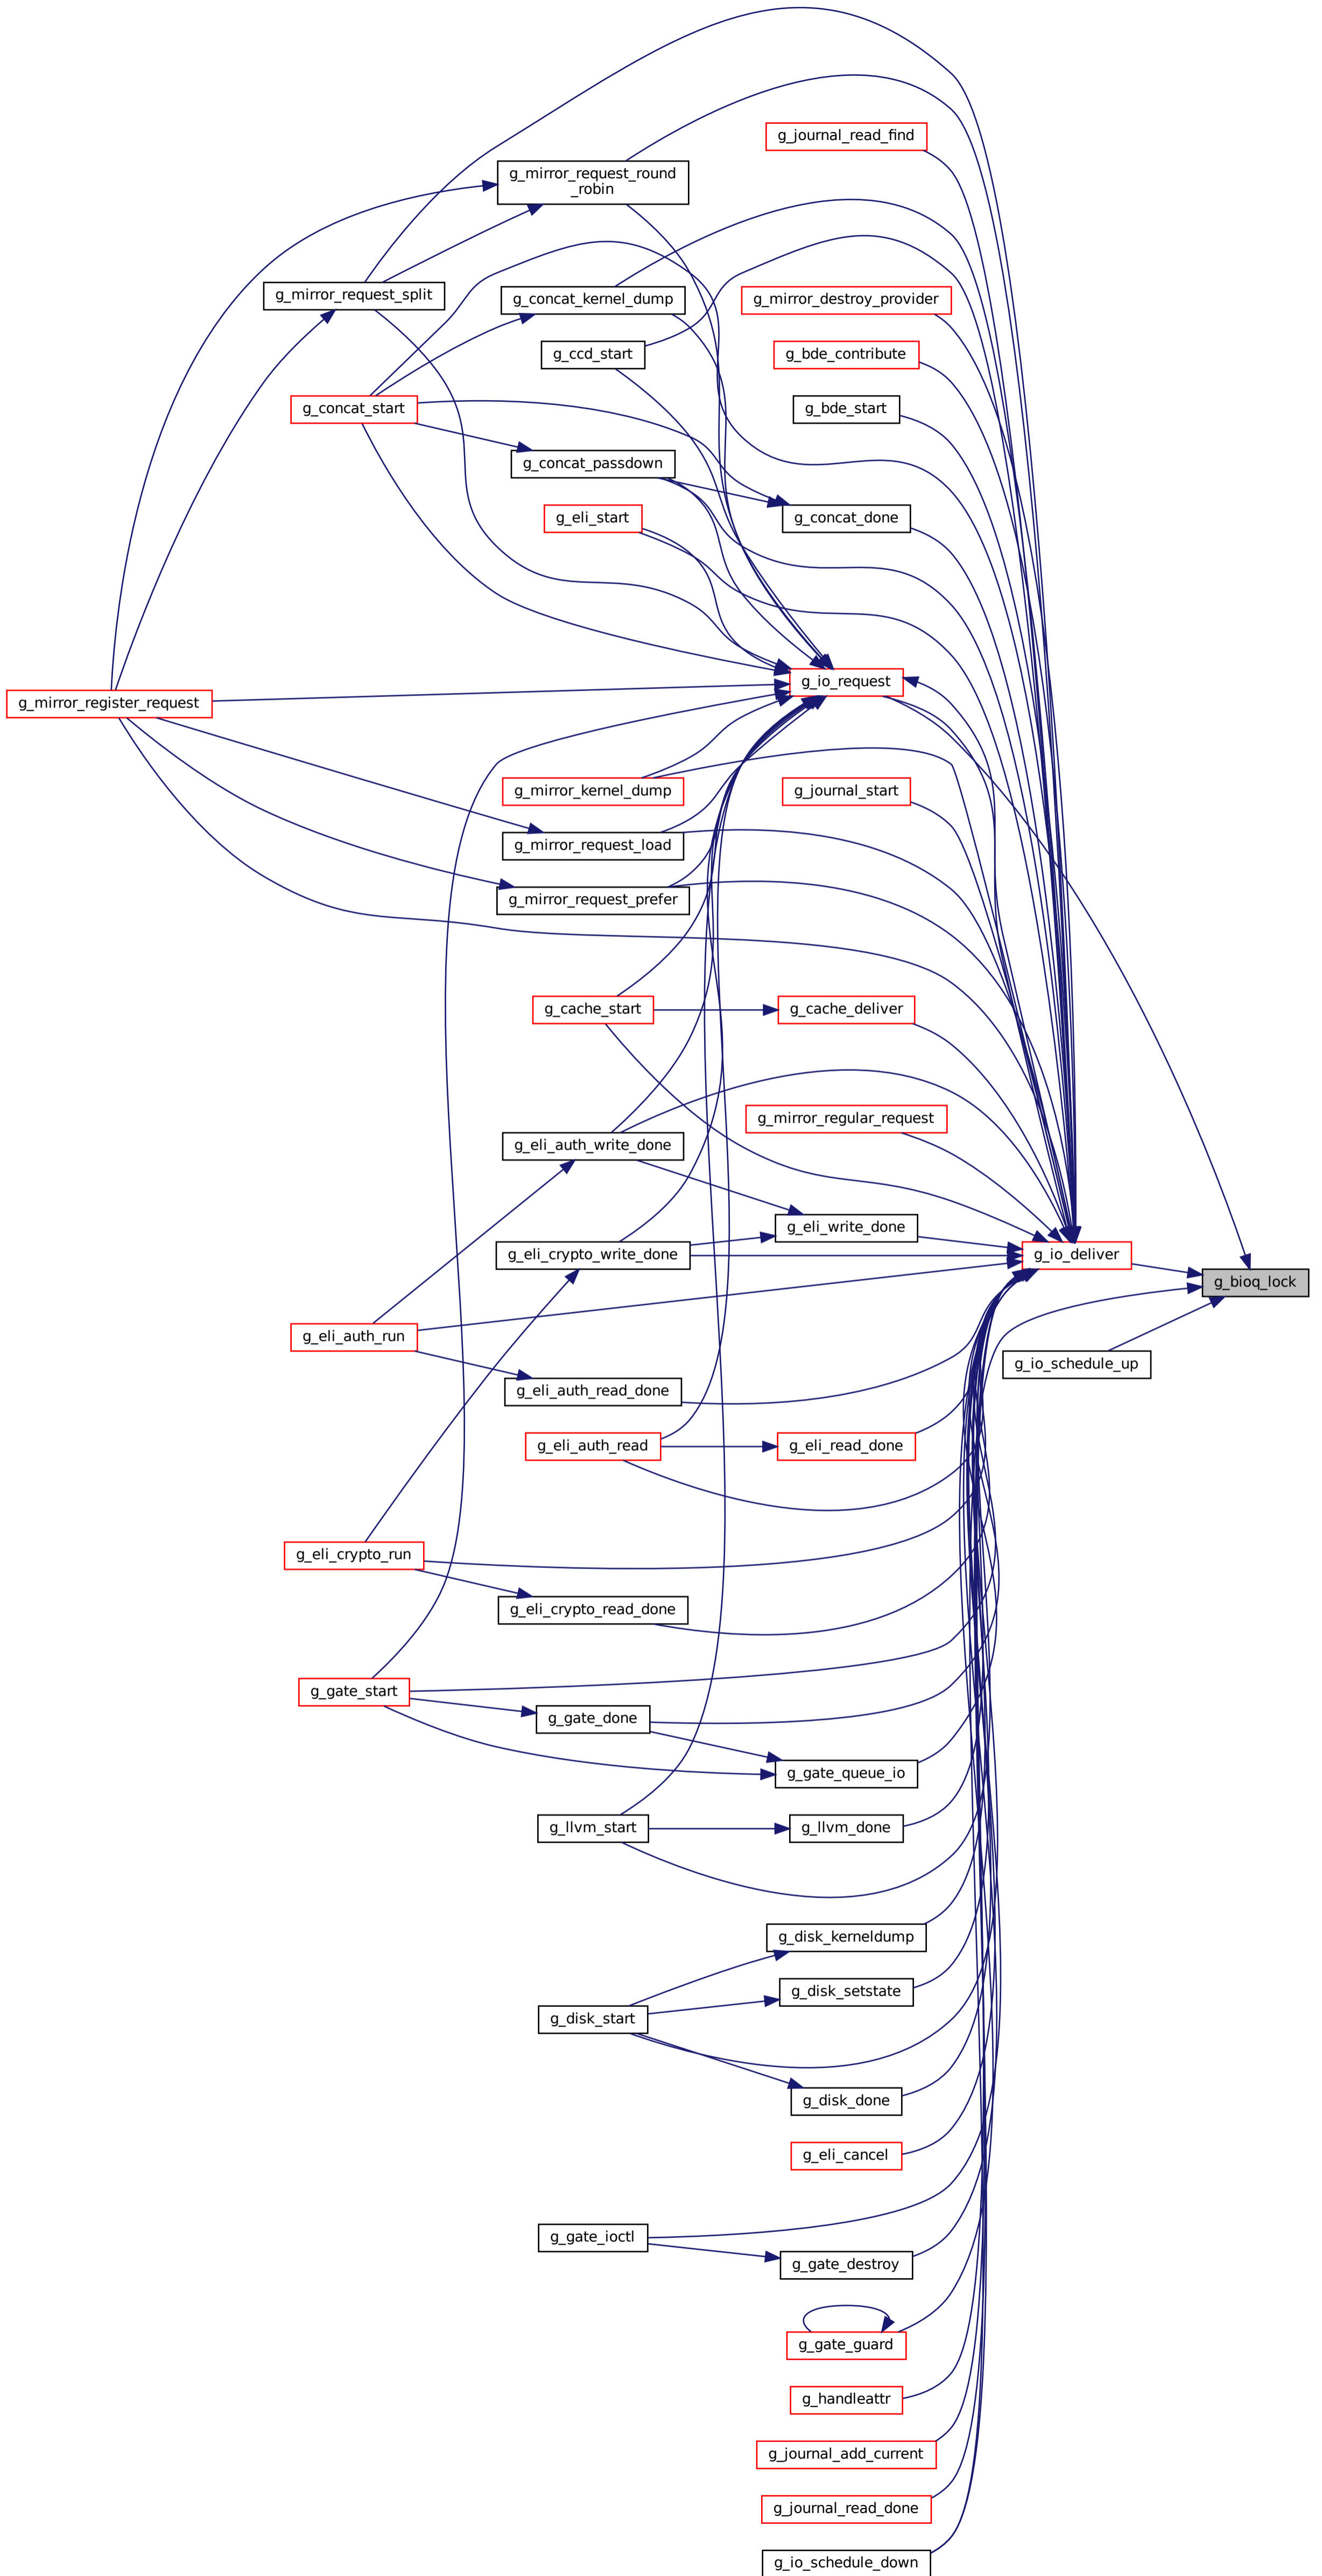 g_journal_read_find
g_mirror_request_round
_robin
g_mirror_request_split
g_concat_kernel_dump
g_mirror_destroy_provider
g_ccd_start
g_bde_contribute
g_concat_start
g_bde_start
g_concat_passdown
g_eli_start
g_concat_done
g_io_request
g_mirror_register_request
g_mirror_kernel_dump
g_journal_start
g_mirror_request_load
g_mirror_request_prefer
g_cache_start
g_cache_deliver
g_mirror_regular_request
g_eli_auth_write_done
g_eli_write_done
g_eli_crypto_write_done
g_io_deliver
g_bioq_lock
g_eli_auth_run
g_io_schedule_up
g_eli_auth_read_done
g_eli_auth_read
g_eli_read_done
g_eli_crypto_run
g_eli_crypto_read_done
g_gate_start
g_gate_done
g_gate_queue_io
g_llvm_start
g_llvm_done
g_disk_kerneldump
g_disk_setstate
g_disk_start
g_disk_done
g_eli_cancel
g_gate_ioctl
g_gate_destroy
g_gate_guard
g_handleattr
g_journal_add_current
g_journal_read_done
g_io_schedule_down